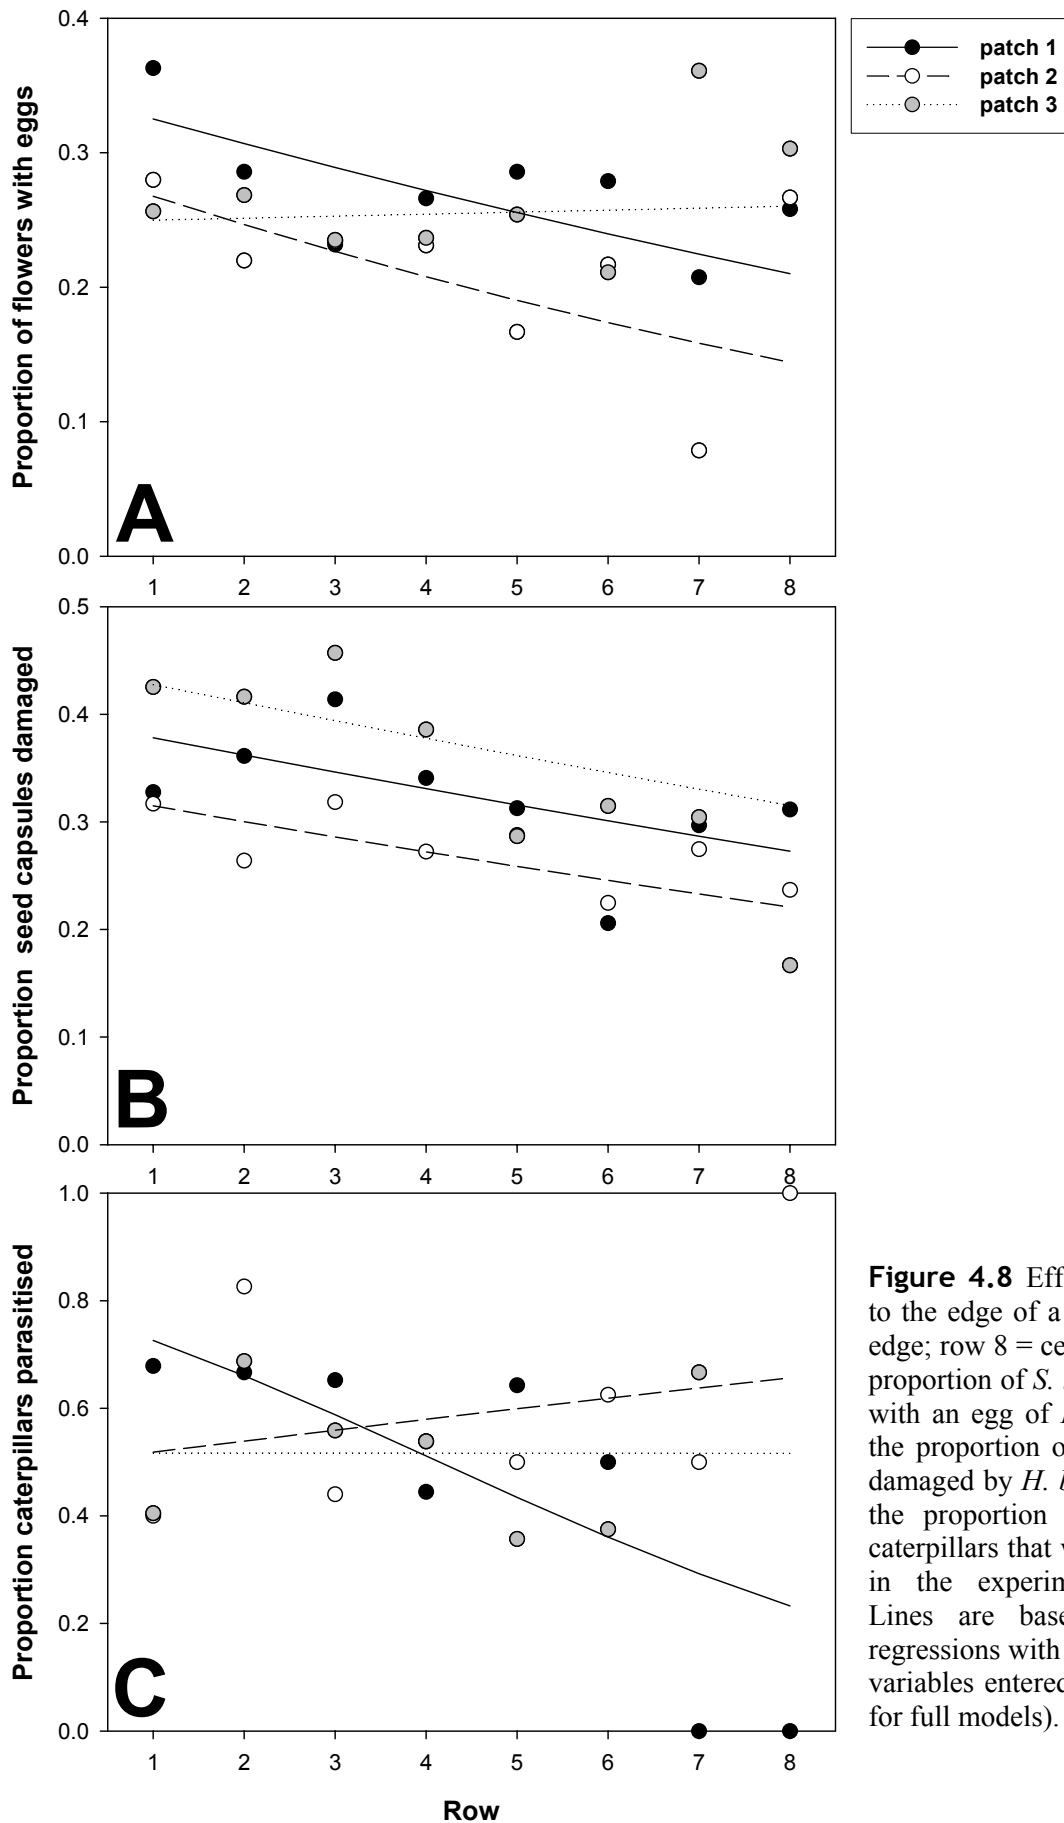 0.4
0.3
0.2
0.1
0.0
Proportion of flowers with eggs
A
1 2 3 4 5 6 7 8
patch 1
patch 2
patch 3
0.5
0.4
0.3
0.2
0.1
0.0
Proportion seed capsules damaged
B
1 2 3 4 5 6 7 8
1.0
0.8
0.6
0.4
0.2
0.0
Proportion caterpillars parasitised
C
1 2 3 4 5 6 7 8
Row
Figure 4.8
to the edge of a
edge; row 8 =
proportion of S.
with an egg of
the proportion
damaged by H.
the proportion
caterpillars that
in the
Lines are
regressions with
variables
for full models).